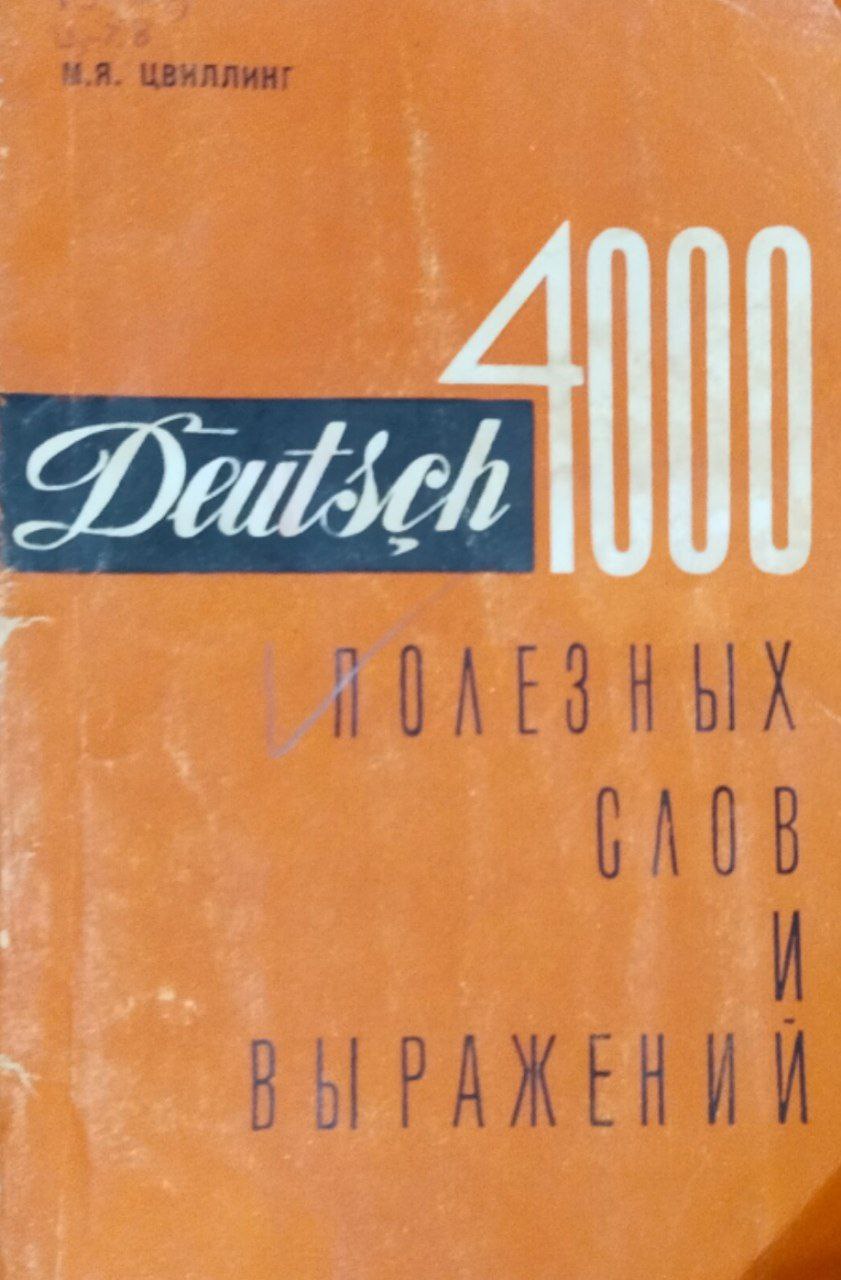 М.Я. ЦВИЛЛИНГ
4000
Deutsch
ПОЛЕЗНЫХ
СЛОВ
И
ВЫРАЖЕНИЙ